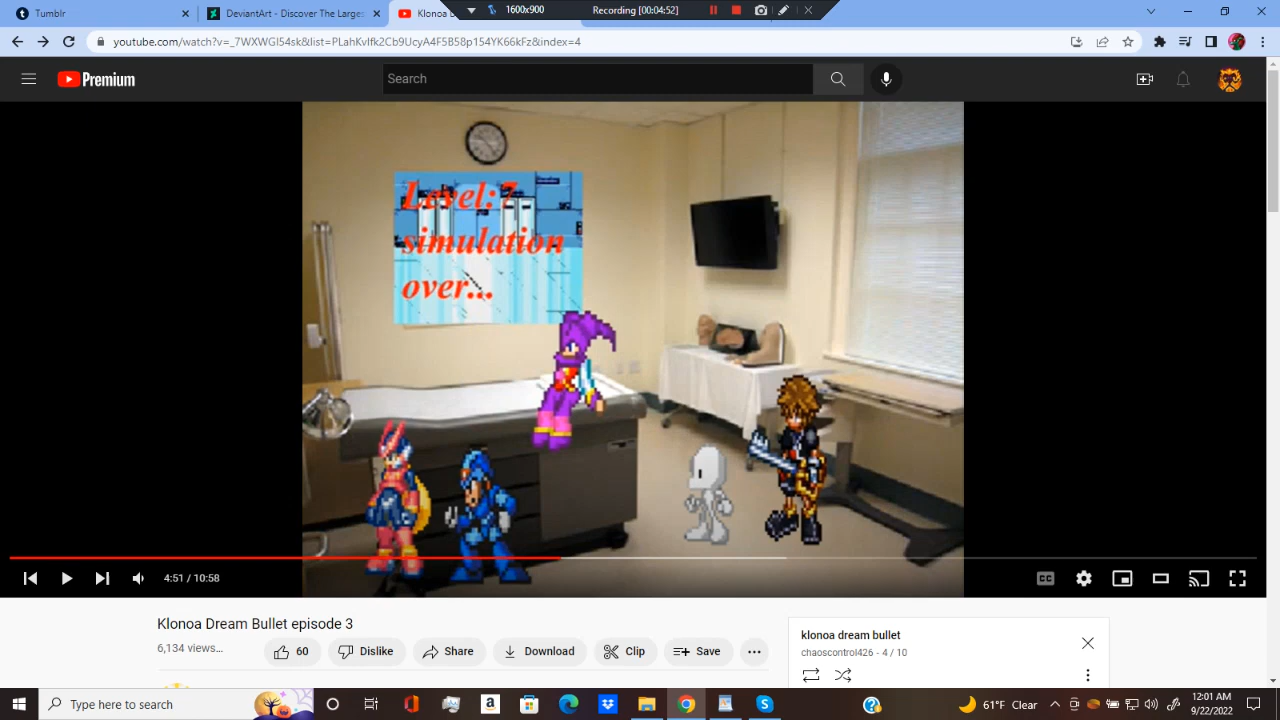 Tumblr
DeviantArt - Discover The Large
Klonoa D
1600x900
Recording [00:04:52]
youtube.com/watch?v=_7WXWGl54sk&list=PLahKvIfk2Cb9UcyA4F5B58p154YK66kFz&index=4
Premium
Search
Level:7
simulation
over...
4:51 / 10:58
CC
Klonoa Dream Bullet episode 3
6,134 views...
60
Dislike
Share
Download
Clip
Save
klonoa dream bullet
chaoscontrol426 - 4 / 10
Type here to search
61°F Clear
12:01 AM
9/22/2022